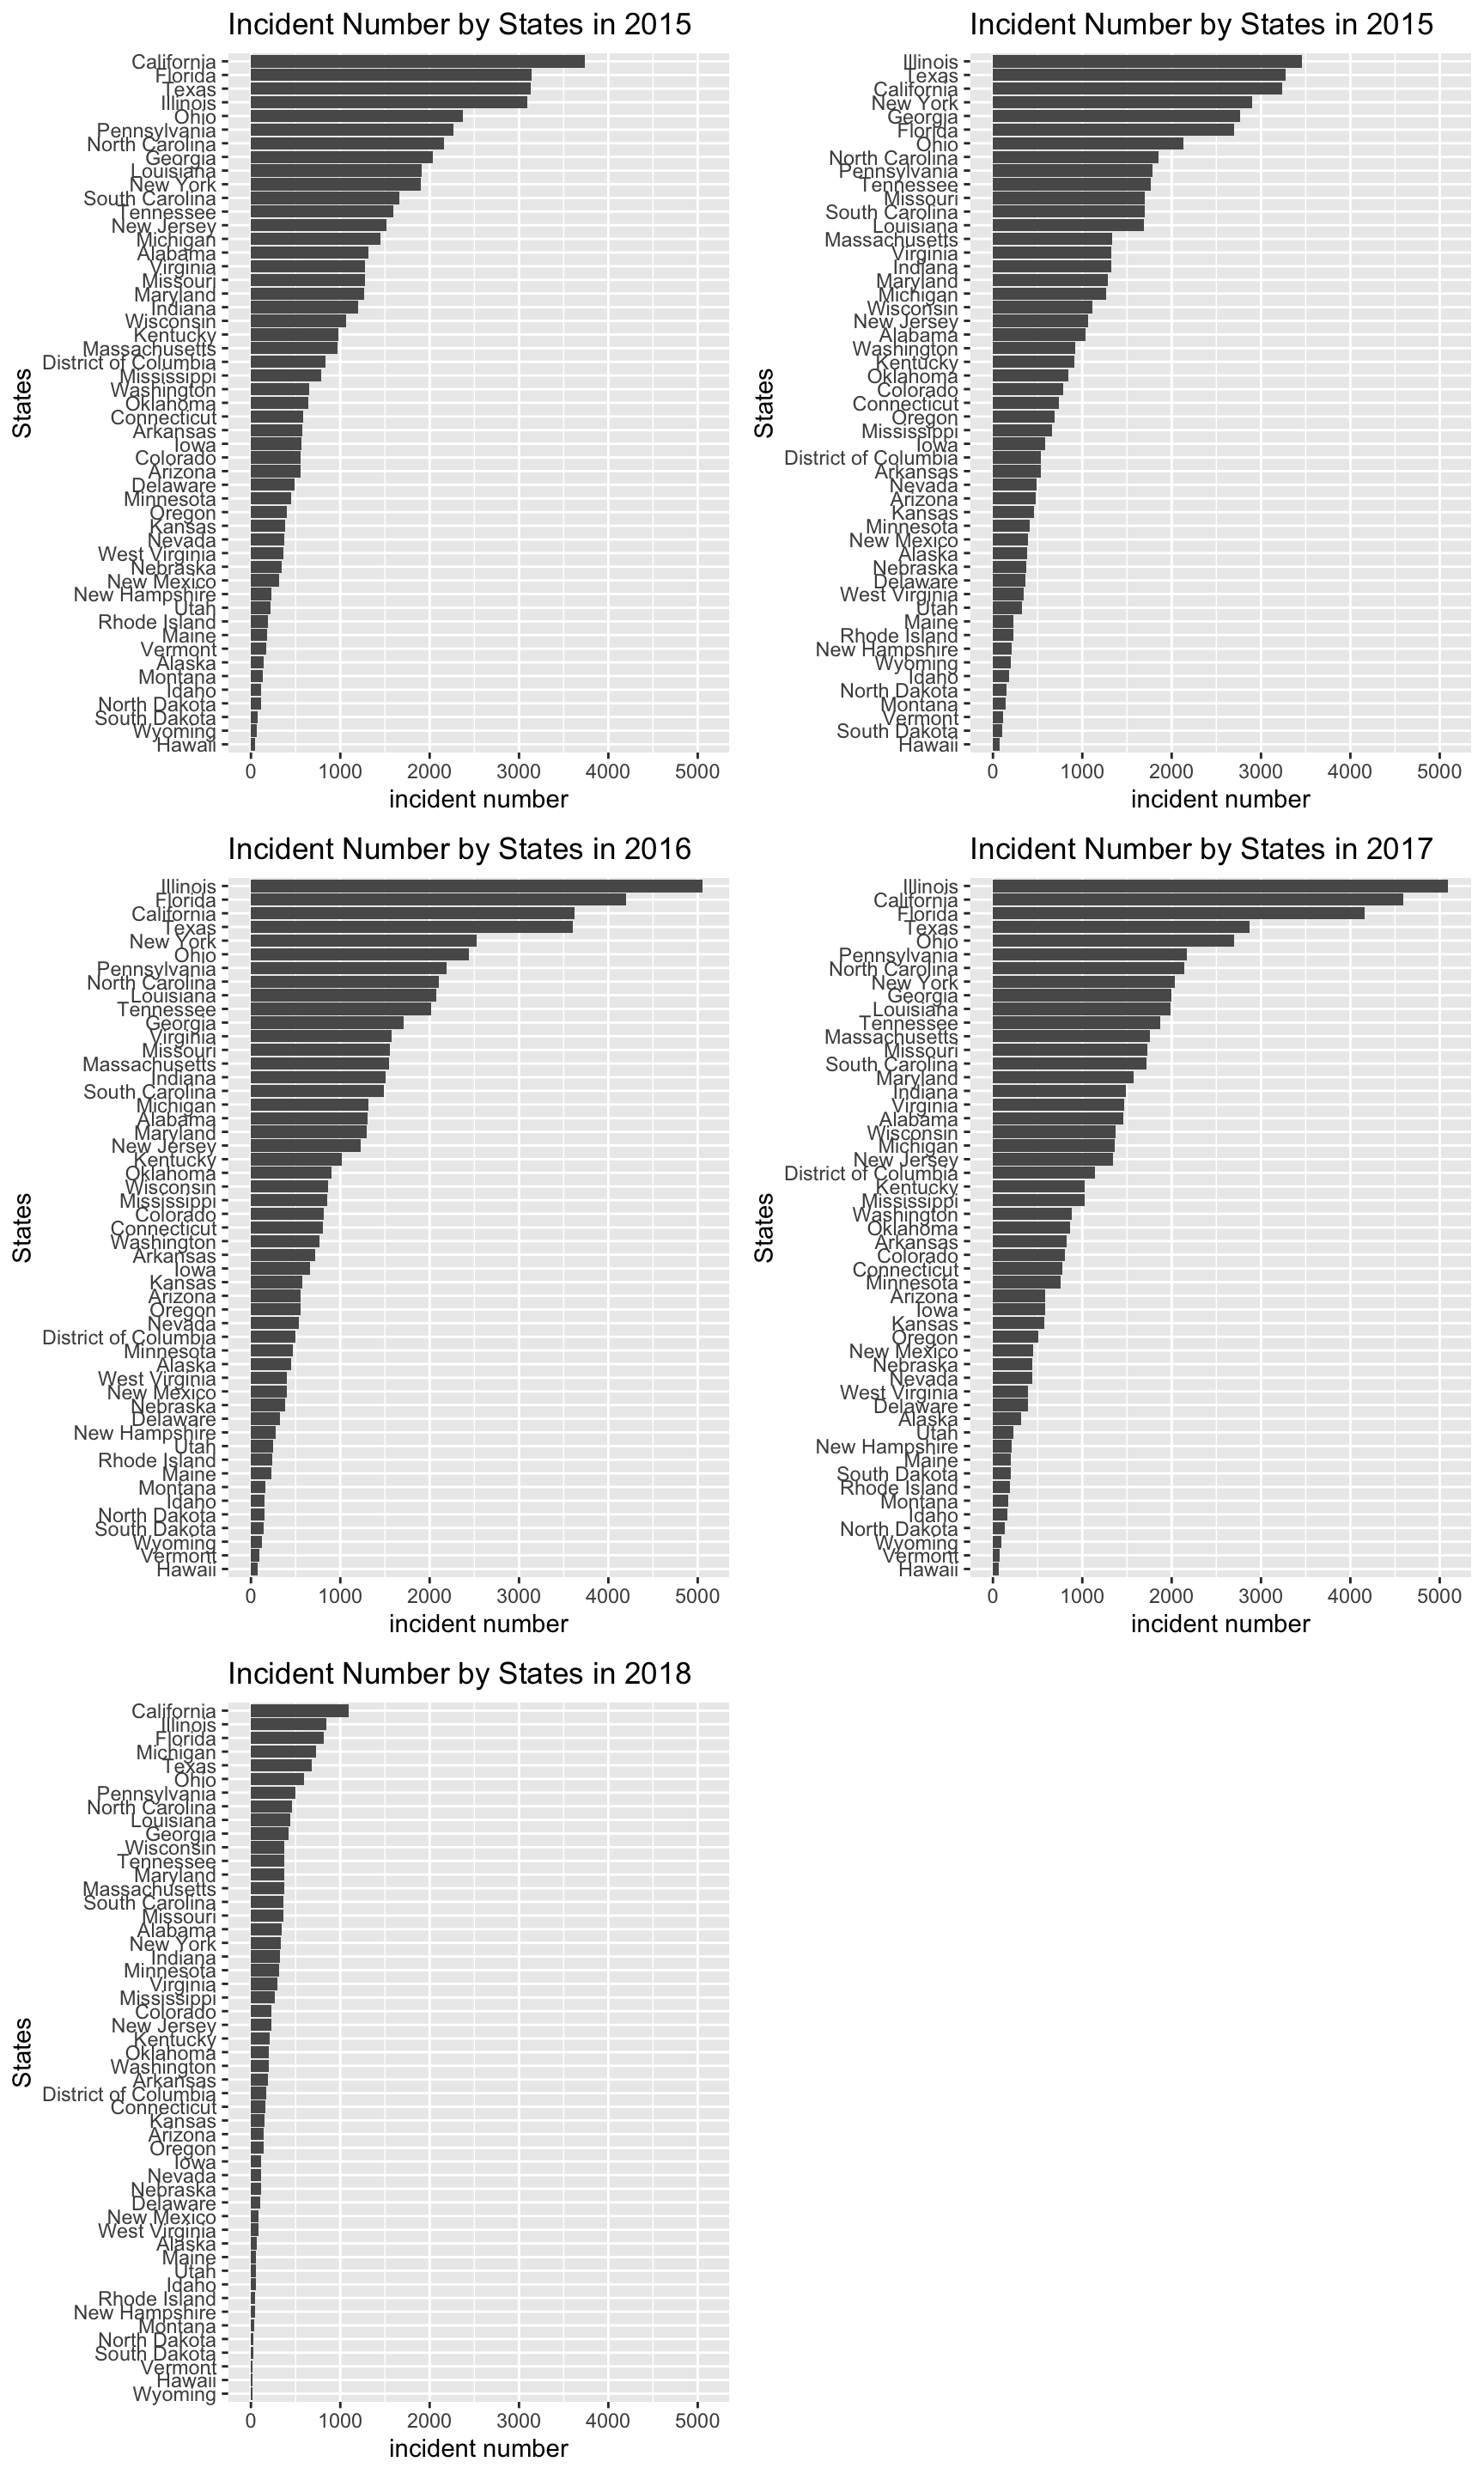 Incident Number by States in 2015
California
Florida
Texas
Illinois
Ohio
Pennsylvania
North Carolina
Georgia
Louisiana
New York
South Carolina
Tennessee
New Jersey
Michigan
Alabama
Virginia
Missouri
Maryland
Indiana
Wisconsin
Kentucky
Massachusetts
District of Columbia
Mississippi
Washington
Oklahoma
Connecticut
Arkansas
Iowa
Colorado
Arizona
Delaware
Minnesota
Oregon
Kansas
Nevada
West Virginia
Nebraska
New Mexico
New Hampshire
Utah
Rhode Island
Maine
Vermont
Alaska
Montana
Idaho
North Dakota
South Dakota
Wyoming
Hawaii
States
0 1000 2000 3000 4000 5000
incident number
Incident Number by States in 2015
Illinois
Texas
California
New York
Georgia
Florida
Ohio
North Carolina
Pennsylvania
Tennessee
Missouri
South Carolina
Louisiana
Massachusetts
Virginia
Indiana
Maryland
Michigan
Wisconsin
New Jersey
Alabama
Washington
Kentucky
Oklahoma
Colorado
Connecticut
Oregon
Mississippi
Iowa
District of Columbia
Arkansas
Nevada
Arizona
Kansas
Minnesota
New Mexico
Alaska
Nebraska
Delaware
West Virginia
Utah
Maine
Rhode Island
New Hampshire
Wyoming
Idaho
North Dakota
Montana
Vermont
South Dakota
Hawaii
States
0 1000 2000 3000 4000 5000
incident number
Incident Number by States in 2016
Illinois
Florida
California
Texas
New York
Ohio
Pennsylvania
North Carolina
Louisiana
Tennessee
Georgia
Virginia
Missouri
Massachusetts
Indiana
South Carolina
Michigan
Alabama
Maryland
New Jersey
Kentucky
Oklahoma
Wisconsin
Mississippi
Colorado
Connecticut
Washington
Arkansas
Iowa
Kansas
Arizona
Oregon
Nevada
District of Columbia
Minnesota
Alaska
West Virginia
New Mexico
Nebraska
Delaware
New Hampshire
Utah
Rhode Island
Maine
Montana
Idaho
North Dakota
South Dakota
Wyoming
Vermont
Hawaii
States
0 1000 2000 3000 4000 5000
incident number
Incident Number by States in 2017
Illinois
California
Florida
Texas
Ohio
Pennsylvania
North Carolina
New York
Georgia
Louisiana
Tennessee
Massachusetts
Missouri
South Carolina
Maryland
Indiana
Virginia
Alabama
Wisconsin
Michigan
New Jersey
District of Columbia
Kentucky
Mississippi
Washington
Oklahoma
Arkansas
Colorado
Connecticut
Minnesota
Arizona
Iowa
Kansas
Oregon
New Mexico
Nebraska
Nevada
West Virginia
Delaware
Alaska
Utah
New Hampshire
Maine
South Dakota
Rhode Island
Montana
Idaho
North Dakota
Wyoming
Vermont
Hawaii
States
0 1000 2000 3000 4000 5000
incident number
Incident Number by States in 2018
California
Illinois
Florida
Michigan
Texas
Ohio
Pennsylvania
North Carolina
Louisiana
Georgia
Wisconsin
Tennessee
Maryland
Massachusetts
South Carolina
Missouri
Alabama
New York
Indiana
Minnesota
Virginia
Mississippi
Colorado
New Jersey
Kentucky
Oklahoma
Washington
Arkansas
District of Columbia
Connecticut
Kansas
Arizona
Oregon
Iowa
Nevada
Nebraska
Delaware
New Mexico
West Virginia
Alaska
Maine
Utah
Idaho
Rhode Island
New Hampshire
Montana
North Dakota
South Dakota
Vermont
Hawaii
Wyoming
States
0 1000 2000 3000 4000 5000
incident number